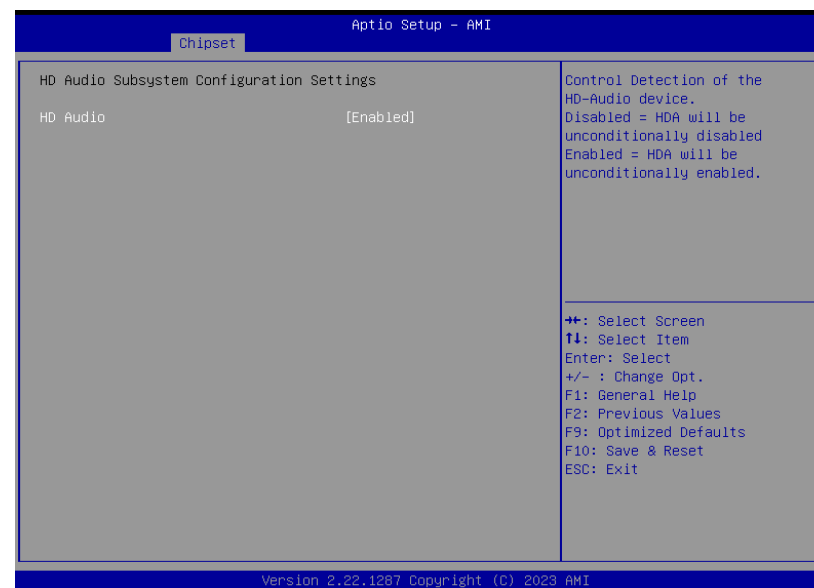 Aptio Setup – AMI
Chipset
HD Audio Subsystem Configuration Settings
HD Audio [Enabled]
Control Detection of the
HD-Audio device.
Disabled = HDA will be
unconditionally disabled
Enabled = HDA will be
unconditionally enabled.
→←: Select Screen
↑↓: Select Item
Enter: Select
+/- : Change Opt.
F1: General Help
F2: Previous Values
F9: Optimized Defaults
F10: Save & Reset
ESC: Exit
Version 2.22.1287 Copyright (C) 2023 AMI